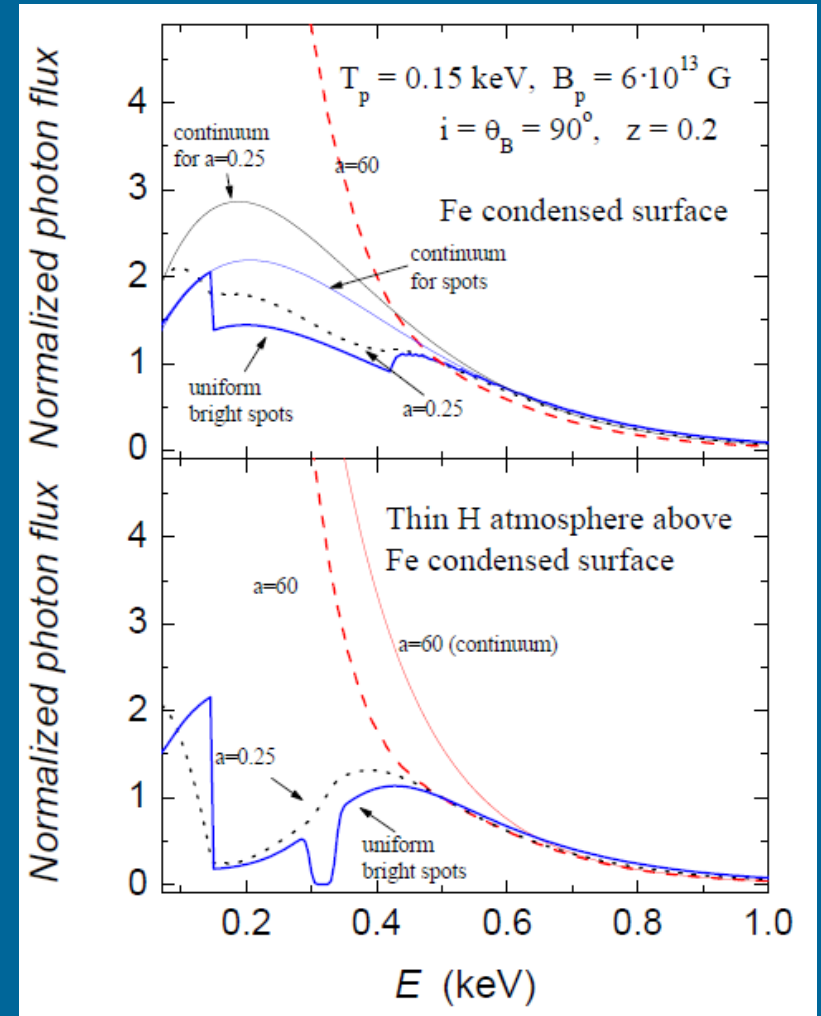 Normalized photon flux
4
3
2
1
0
T_p = 0.15 keV, B_p = 6·10^13 G
i = θ_B = 90°, z = 0.2
continuum
for a=0.25
a=60
Fe condensed surface
continuum
for spots
uniform
bright spots
a=0.25
Normalized photon flux
4
3
2
1
0
Thin H atmosphere above
Fe condensed surface
a=60
a=60 (continuum)
a=0.25
uniform
bright spots
0.2 0.4 0.6 0.8 1.0
E (keV)